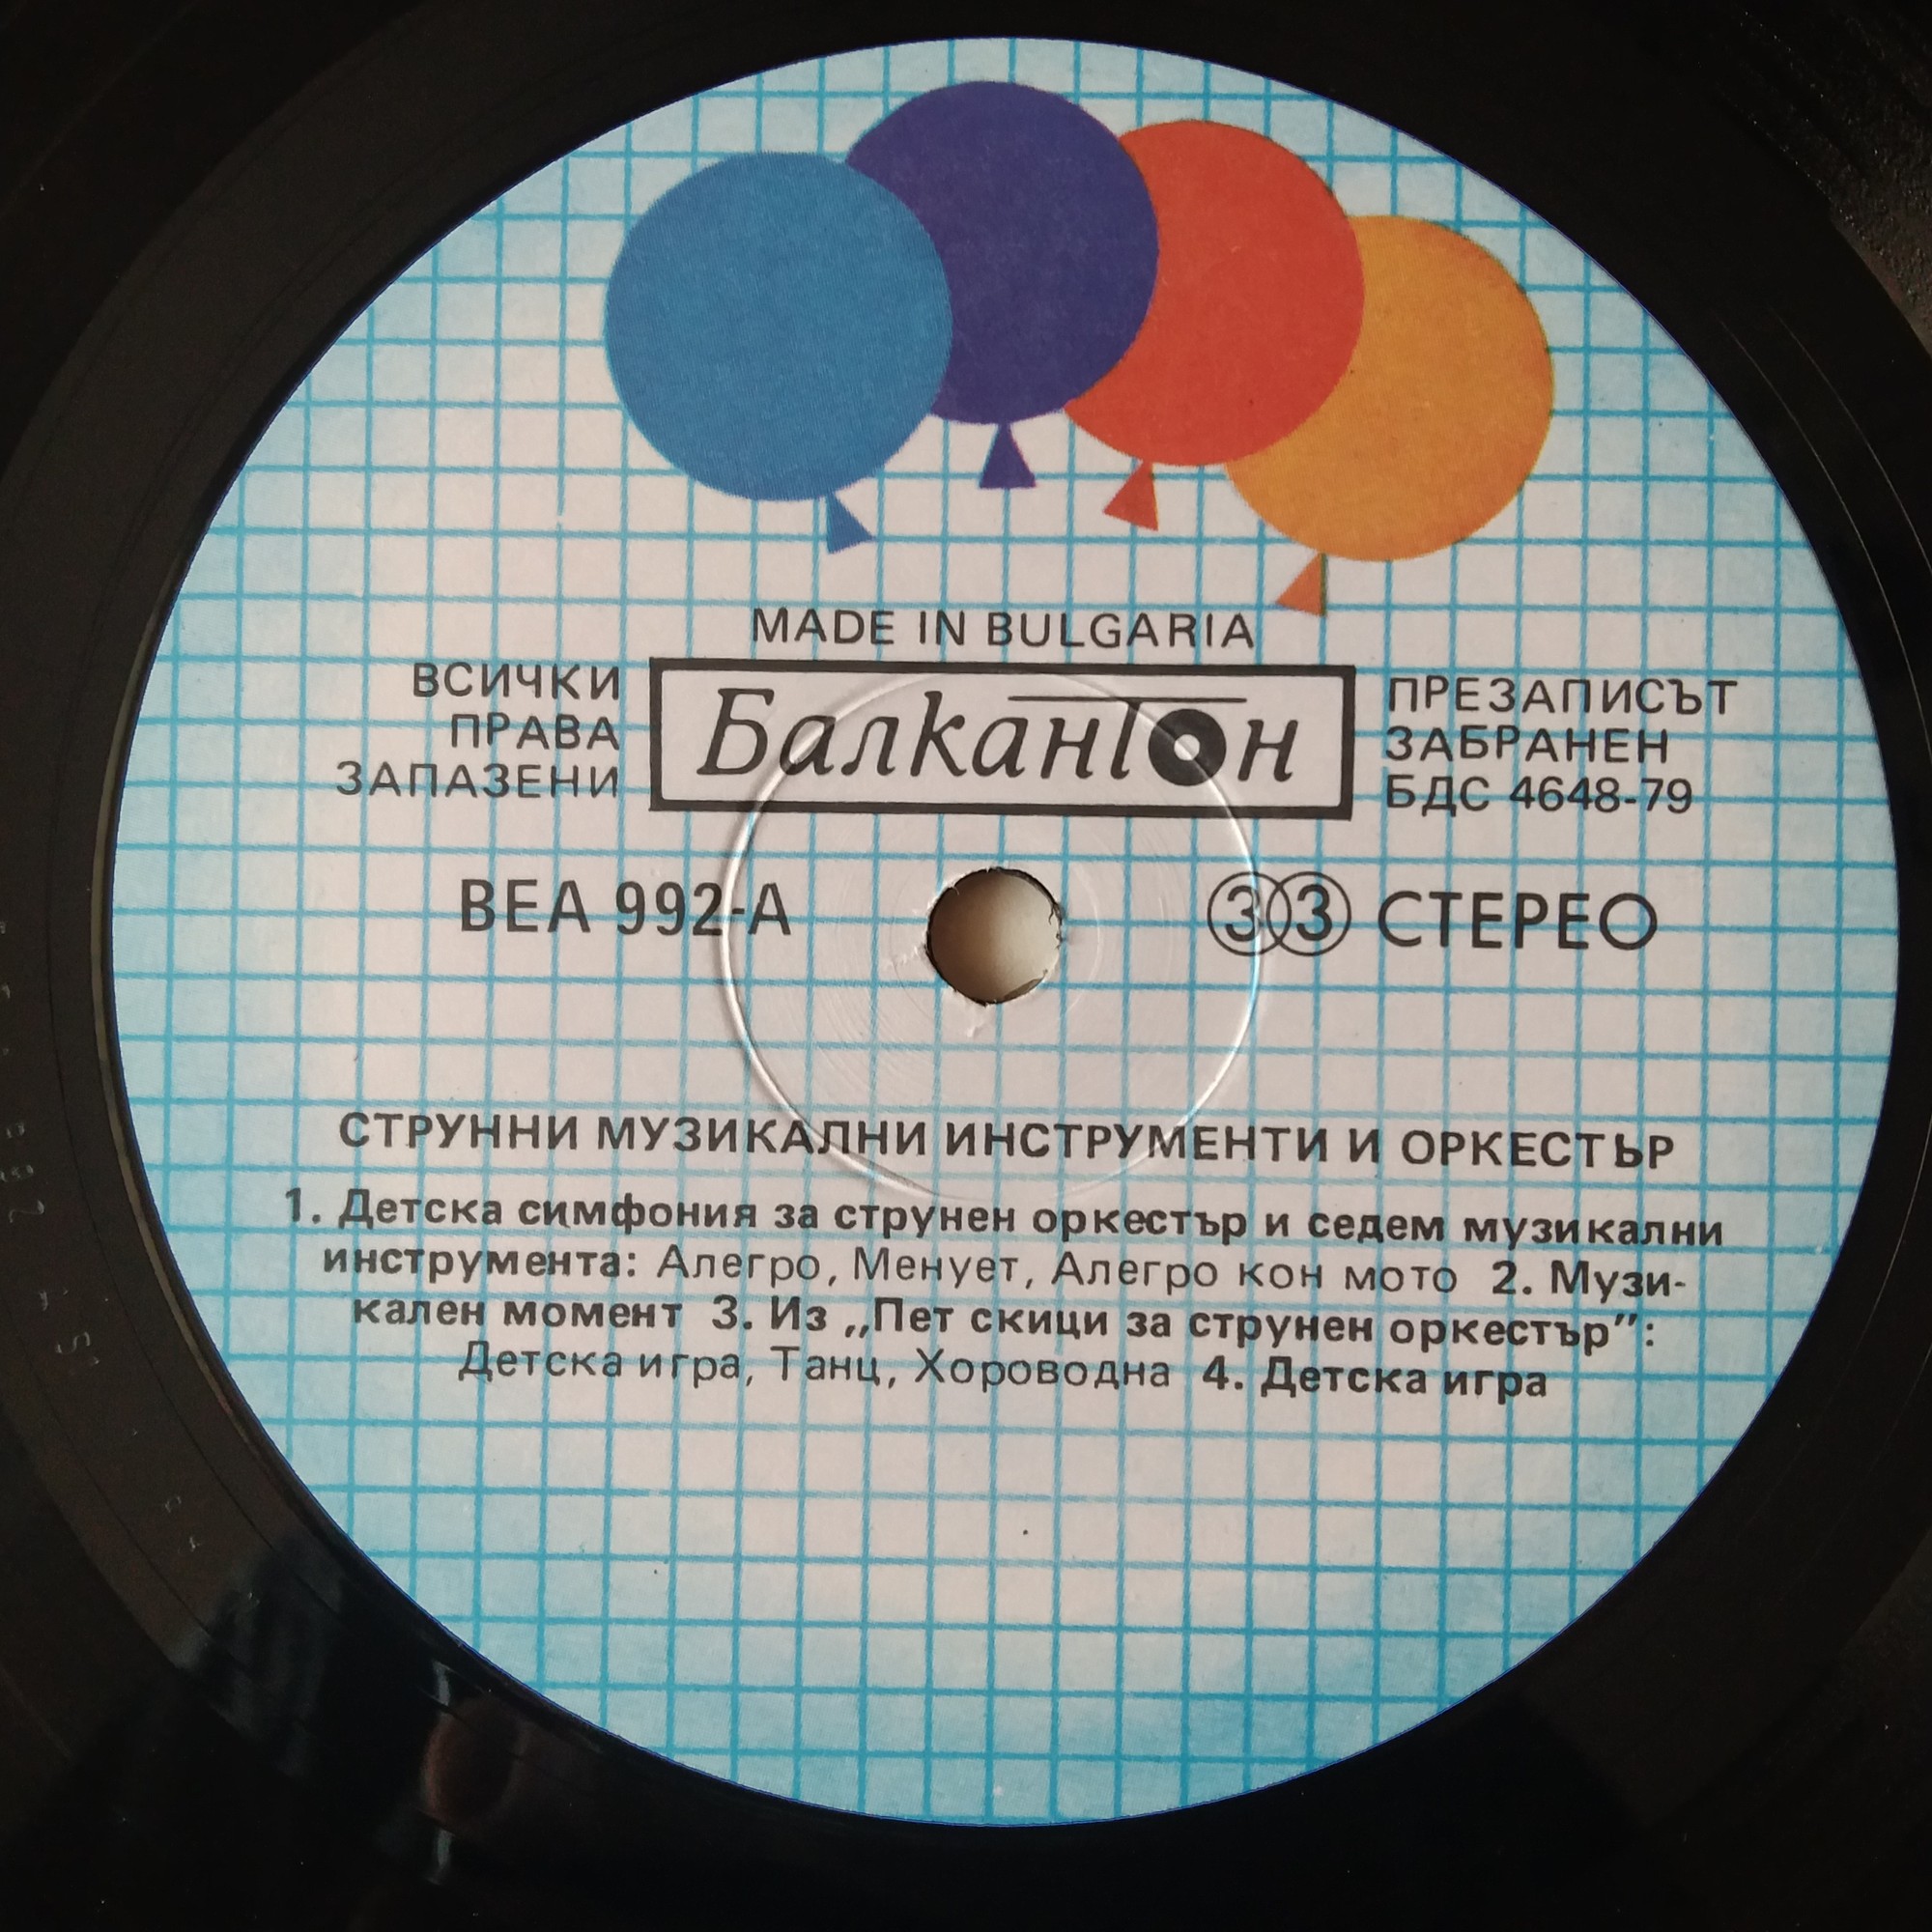 MADE IN BULGARIA
ВСИЧКИ
ПРАВА
ЗАПАЗЕНИ
Балкантон
ПРЕЗАПИСЪТ
ЗАБРАНЕН
БДС 4648-79
ВЕА 992-А
33 СТЕРЕО
СТРУННИ МУЗИКАЛНИ ИНСТРУМЕНТИ И ОРКЕСТЪР
1. Детска симфония за струнен оркестър и седем музикални
инструмента: Алегро, Менует, Алегро кон мото 2. Музи-
кален момент 3. Из „Пет скици за струнен оркестър”:
Детска игра, Танц, Хороводна 4. Детска игра